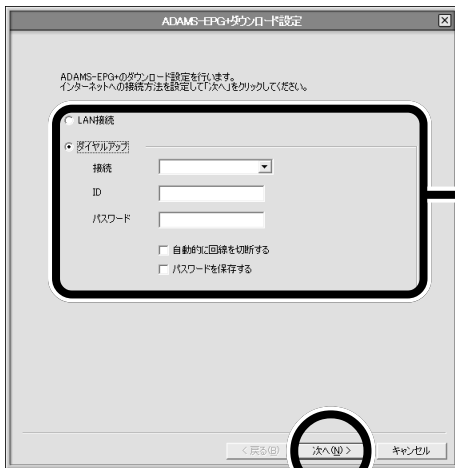 ADAMS-EPG+ダウンロード設定
ADAMS-EPG+のダウンロード設定を行います。
インターネットへの接続方法を設定して「次へ」をクリックしてください。
LAN接続
ダイヤルアップ
接続
ID
パスワード
自動的に回線を切断する
パスワードを保存する
< 戻る(B)
次へ(N) >
キャンセル